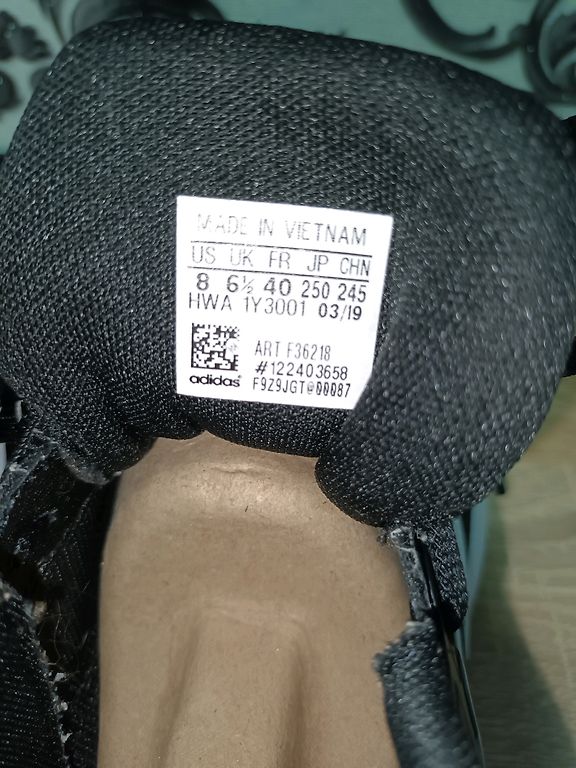 MADE IN VIETNAM
US UK FR JP CHN
8 6½ 40 250 245
HWA 1Y3001 03/19
ART F36218
#122403658
adidas F9Z9JGT@00087